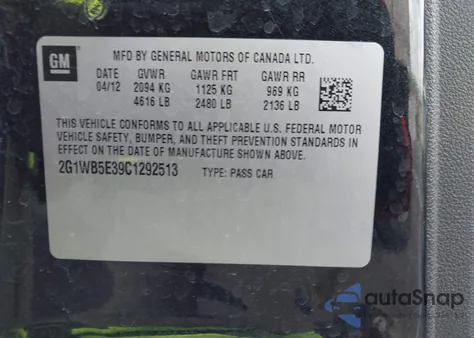 GM
MFD BY GENERAL MOTORS OF CANADA LTD.
DATE GVWR GAWR FRT GAWR RR
04/12 2094 KG 1125 KG 969 KG
4616 LB 2480 LB 2136 LB
THIS VEHICLE CONFORMS TO ALL APPLICABLE U.S. FEDERAL MOTOR
VEHICLE SAFETY, BUMPER, AND THEFT PREVENTION STANDARDS IN
EFFECT ON THE DATE OF MANUFACTURE SHOWN ABOVE.
2G1WB5E39C1292513 TYPE: PASS CAR
autaSnap